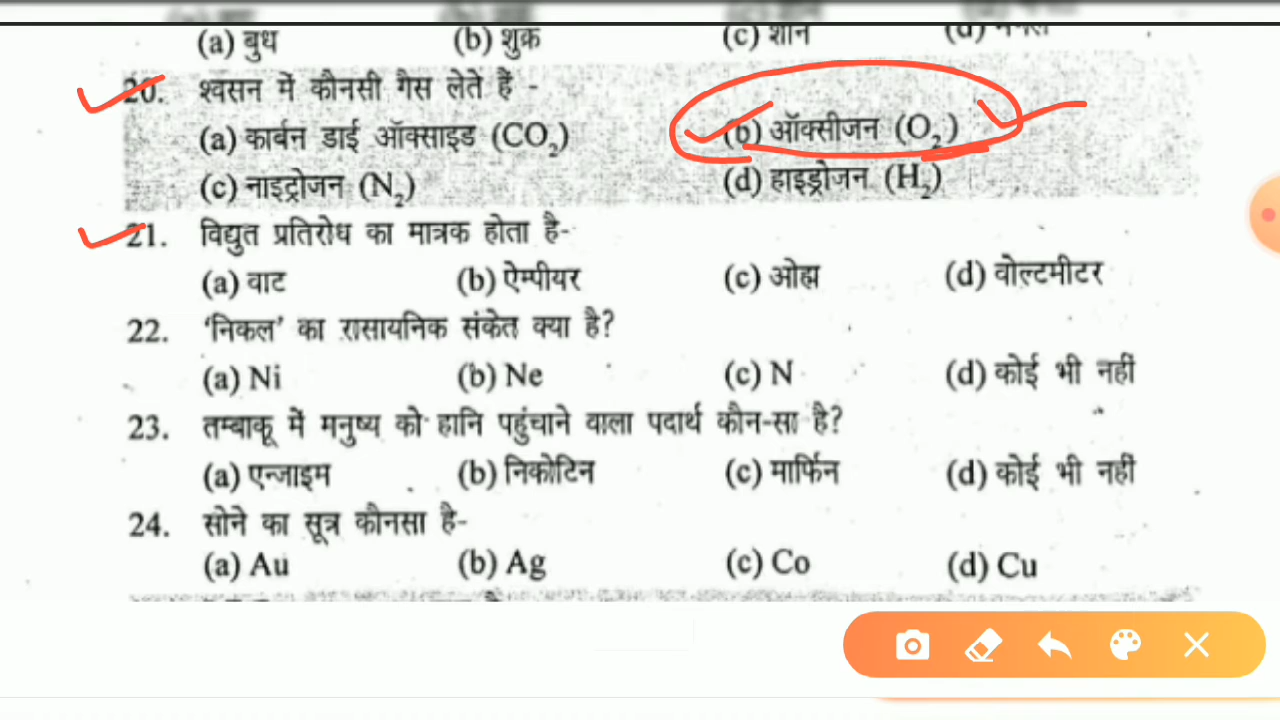 (a) बुध (b) शुक्र (c) शनि (d) मंगल
20. श्वसन में कौनसी गैस लेते हैं -
(a) कार्बन डाई ऑक्साइड (CO₂) (b) ऑक्सीजन (O₂)
(c) नाइट्रोजन (N₂) (d) हाइड्रोजन (H₂)
21. विद्युत प्रतिरोध का मात्रक होता है-
(a) वाट (b) ऐम्पीयर (c) ओह्म (d) वोल्टमीटर
22. 'निकल' का रासायनिक संकेत क्या है?
(a) Ni (b) Ne (c) N (d) कोई भी नहीं
23. तम्बाकू में मनुष्य को हानि पहुंचाने वाला पदार्थ कौन-सा है?
(a) एन्जाइम (b) निकोटिन (c) मार्फिन (d) कोई भी नहीं
24. सोने का सूत्र कौनसा है-
(a) Au (b) Ag (c) Co (d) Cu